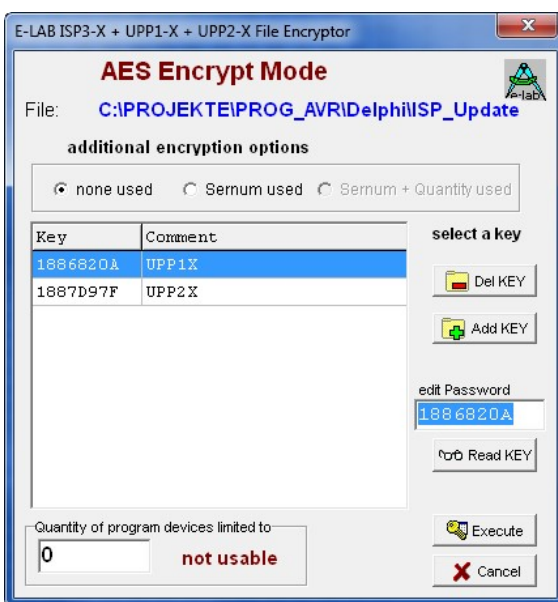 E-LAB ISP3-X + UPP1-X + UPP2-X File Encryptor
AES Encrypt Mode
e-lab
File: C:\PROJEKTE\PROG_AVR\Delphi\ISP_Update
additional encryption options
none used Sernum used Sernum + Quantity used
Key Comment
1886820A UPP1X
1887D97F UPP2X
select a key
Del KEY
Add KEY
edit Password
1886820A
Read KEY
Quantity of program devices limited to
0 not usable
Execute
Cancel